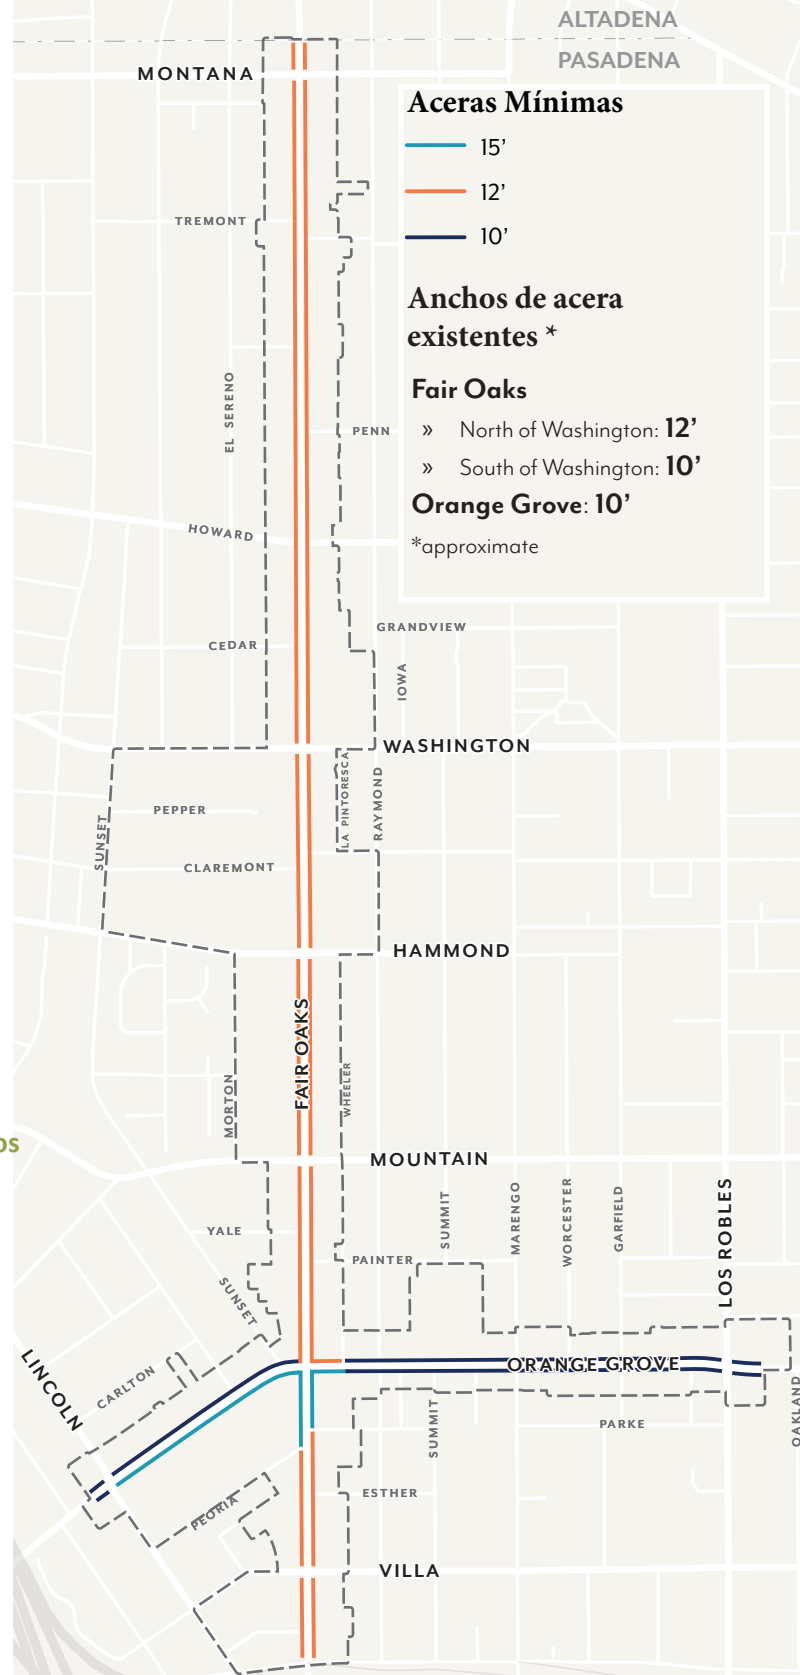 ALTADENA
PASADENA
MONTANA
Aceras Mínimas
15’
12’
10’
TREMONT
Anchos de acera
existentes *
Fair Oaks
» North of Washington: 12’
» South of Washington: 10’
Orange Grove: 10’
*approximate
EL SERENO
PENN
HOWARD
GRANDVIEW
CEDAR
IOWA
WASHINGTON
LA PINTORESCA
RAYMOND
PEPPER
SUNSET
CLAREMONT
HAMMOND
FAIR OAKS
WHEELER
MORTON
os
MOUNTAIN
SUMMIT
MARENGO
WORCESTER
GARFIELD
LOS ROBLES
YALE
PAINTER
SUNSET
LINCOLN
CARLTON
ORANGE GROVE
OAKLAND
SUMMIT
PARKE
PEORIA
ESTHER
VILLA